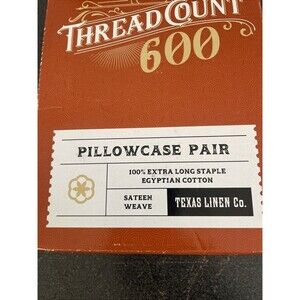 THREAD COUNT
600
PILLOWCASE PAIR
100% EXTRA LONG STAPLE
EGYPTIAN COTTON
SATEEN
WEAVE
TEXAS LINEN Co.